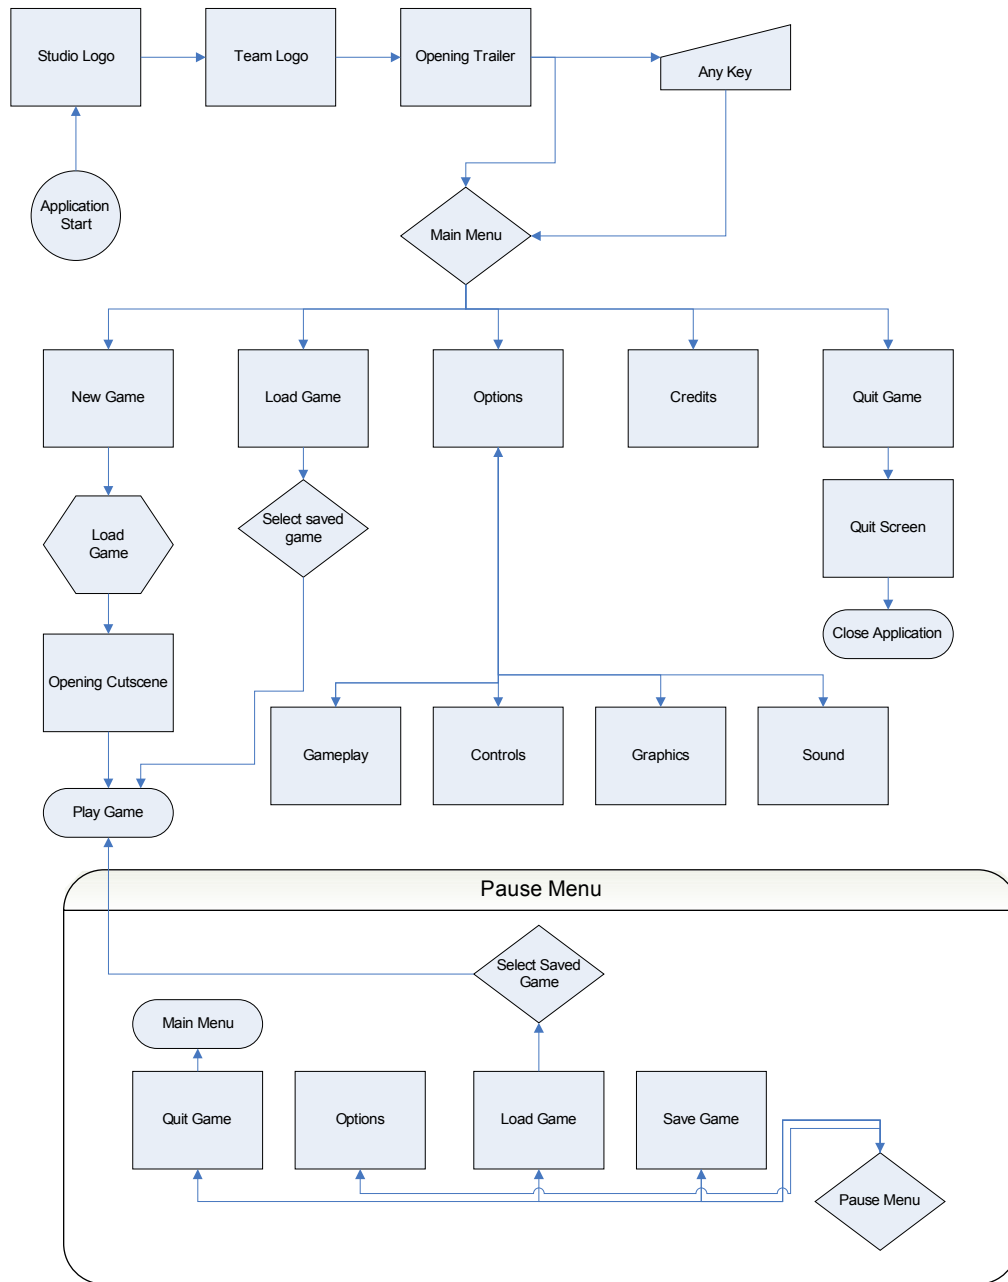 Studio Logo
Team Logo
Opening Trailer
Any Key
Application
Start
Main Menu
New Game
Load Game
Options
Credits
Quit Game
Load
Game
Select saved
game
Quit Screen
Opening Cutscene
Close Application
Gameplay
Controls
Graphics
Sound
Play Game
Pause Menu
Select Saved
Game
Main Menu
Quit Game
Options
Load Game
Save Game
Pause Menu